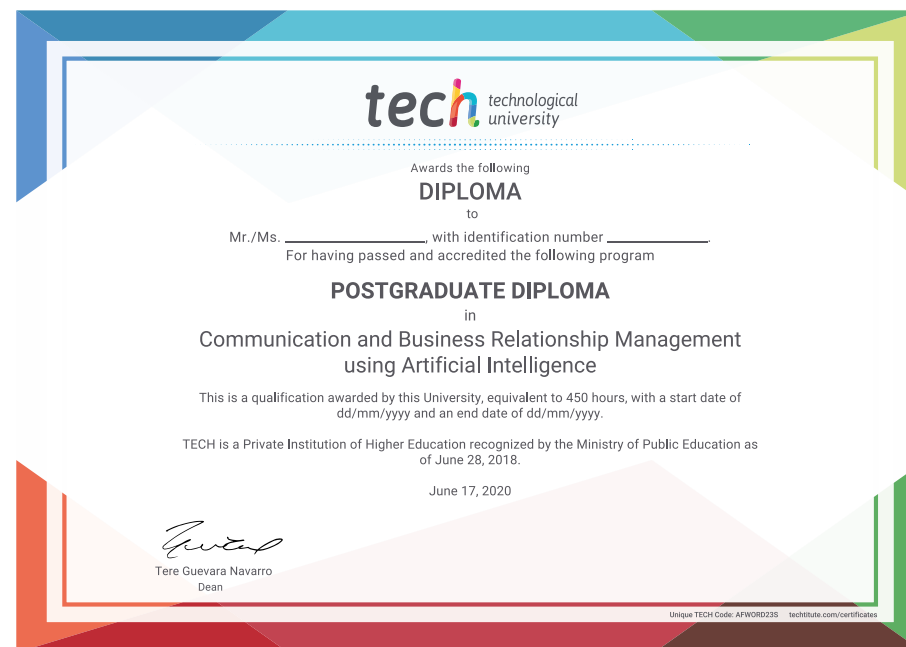 tech technological
university
Awards the following
DIPLOMA
to
Mr./Ms. ____________________, with identification number ______________.
For having passed and accredited the following program
POSTGRADUATE DIPLOMA
in
Communication and Business Relationship Management
using Artificial Intelligence
This is a qualification awarded by this University, equivalent to 450 hours, with a start date of
dd/mm/yyyy and an end date of dd/mm/yyyy.
TECH is a Private Institution of Higher Education recognized by the Ministry of Public Education as
of June 28, 2018.
June 17, 2020
Tere Guevara Navarro
Dean
Unique TECH Code: AFWORD23S techtitute.com/certificates